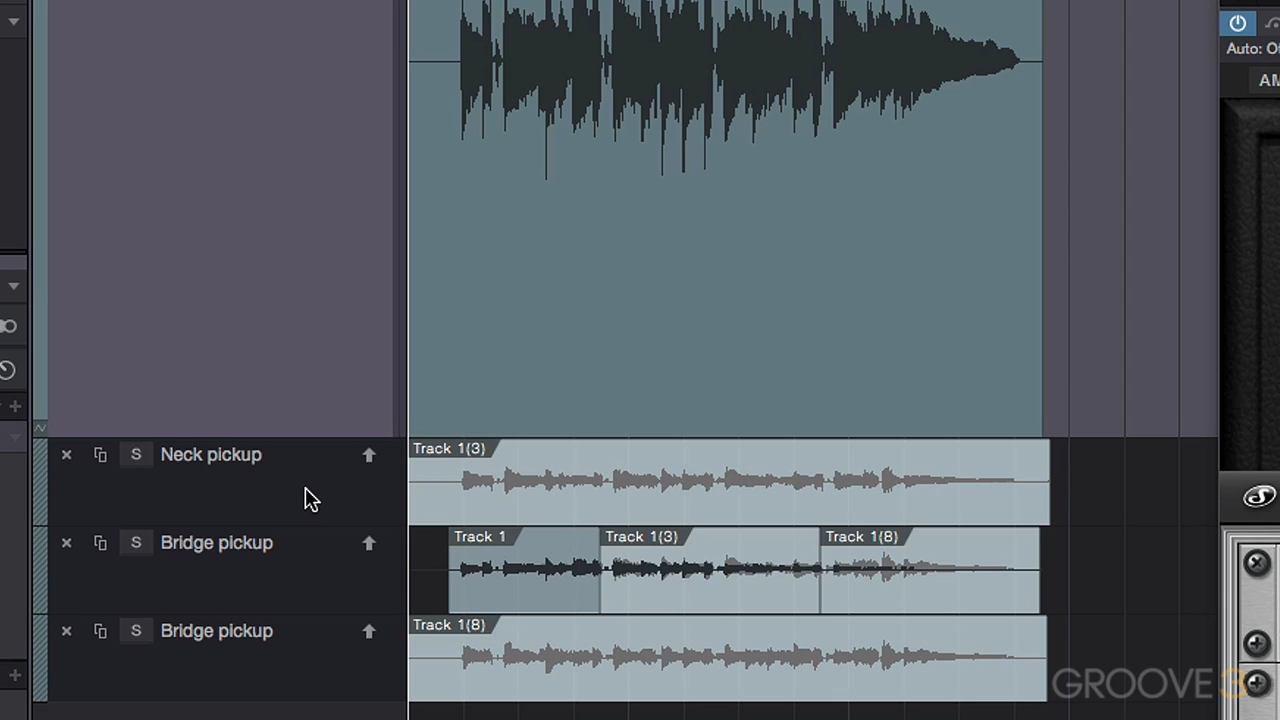 Auto: O
AM
S Neck pickup
Track 1(3)
S Bridge pickup
Track 1
Track 1(3)
Track 1(8)
S Bridge pickup
Track 1(8)
GROOVE3